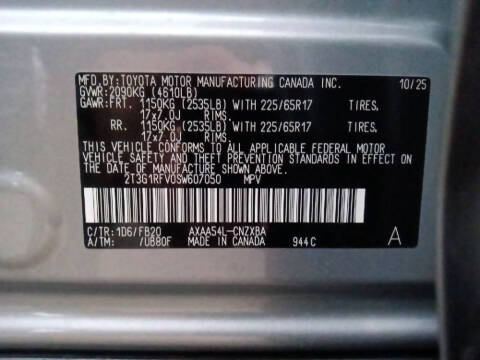 MFD.BY:TOYOTA MOTOR MANUFACTURING CANADA INC. 10/25
GVWR:2090KG (4610LB)
GAWR:FRT. 1150KG (2535LB) WITH 225/65R17 TIRES,
17x7.0J RIMS,
RR. 1150KG (2535LB) WITH 225/65R17 TIRES,
17x7.0J RIMS,
THIS VEHICLE CONFORMS TO ALL APPLICABLE FEDERAL MOTOR
VEHICLE SAFETY AND THEFT PREVENTION STANDARDS IN
EFFECT ON THE DATE OF MANUFACTURE SHOWN ABOVE.
2T3G1RFV0SW607050 MPV
C/TR:1D6/FB20 AXAA54L-CNZXBA
A/TM: /UB80F MADE IN CANADA 944C A